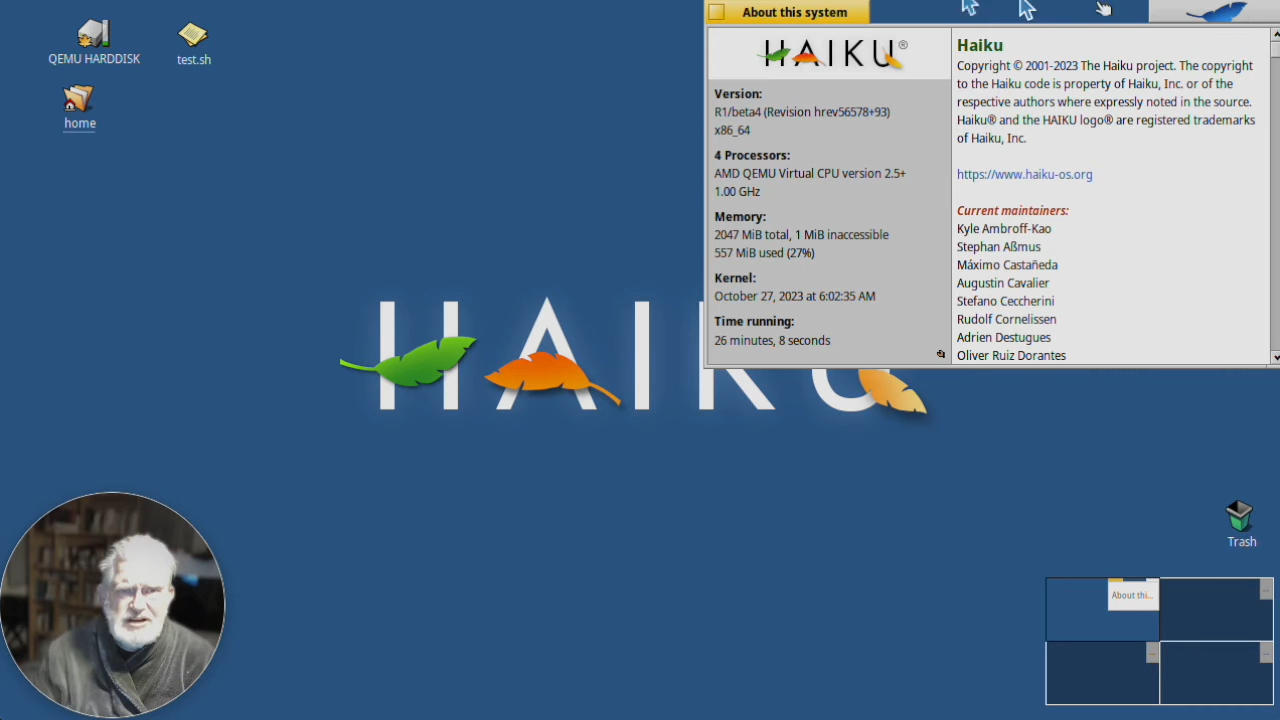 QEMU HARDDISK
test.sh
home
About this system
HAIKU®
Version:
R1/beta4 (Revision hrev56578+93)
x86_64
4 Processors:
AMD QEMU Virtual CPU version 2.5+
1.00 GHz
Memory:
2047 MiB total, 1 MiB inaccessible
557 MiB used (27%)
Kernel:
October 27, 2023 at 6:02:35 AM
Time running:
26 minutes, 8 seconds
Haiku
Copyright © 2001-2023 The Haiku project. The copyright
to the Haiku code is property of Haiku, Inc. or of the
respective authors where expressly noted in the source.
Haiku® and the HAIKU logo® are registered trademarks
of Haiku, Inc.
https://www.haiku-os.org
Current maintainers:
Kyle Ambroff-Kao
Stephan Aßmus
Máximo Castañeda
Augustin Cavalier
Stefano Ceccherini
Rudolf Cornelissen
Adrien Destugues
Oliver Ruiz Dorantes
HAIKU
Trash
About thi...